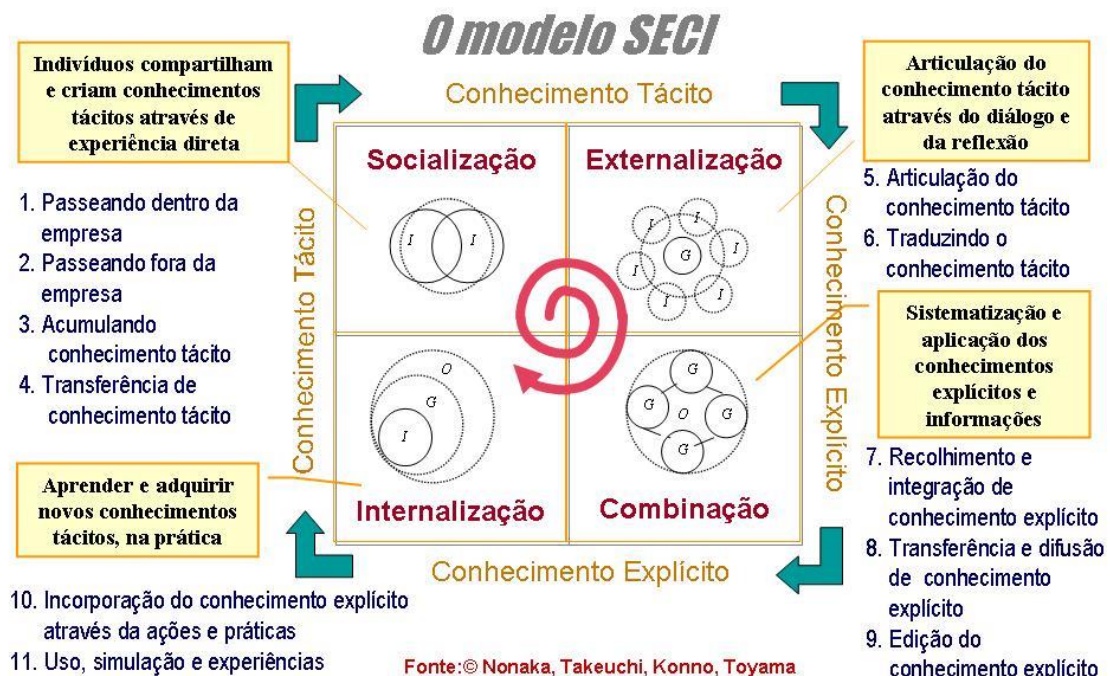 O modelo SECI
Indivíduos compartilham
e criam conhecimentos
tácitos através de
experiência direta
Conhecimento Tácito
Articulação do
conhecimento tácito
através do diálogo e
da reflexão
1. Passeando dentro da
empresa
2. Passeando fora da
empresa
3. Acumulando
conhecimento tácito
4. Transferência de
conhecimento tácito
Conhecimento Tácito
Socialização
I
I
Externalização
I
I
I
I
I
I
G
Conhecimento Explícito
5. Articulação do
conhecimento tácito
6. Traduzindo o
conhecimento tácito
Sistematização e
aplicação dos
conhecimentos
explícitos e
informações
O
G
I
Internalização
G
G
O
G
G
Combinação
7. Recolhimento e
integração de
conhecimento explícito
8. Transferência e difusão
de conhecimento
explícito
9. Edição do
conhecimento explícito
Aprender e adquirir
novos conhecimentos
tácitos, na prática
Conhecimento Explícito
10. Incorporação do conhecimento explícito
através da ações e práticas
11. Uso, simulação e experiências
Fonte:© Nonaka, Takeuchi, Konno, Toyama